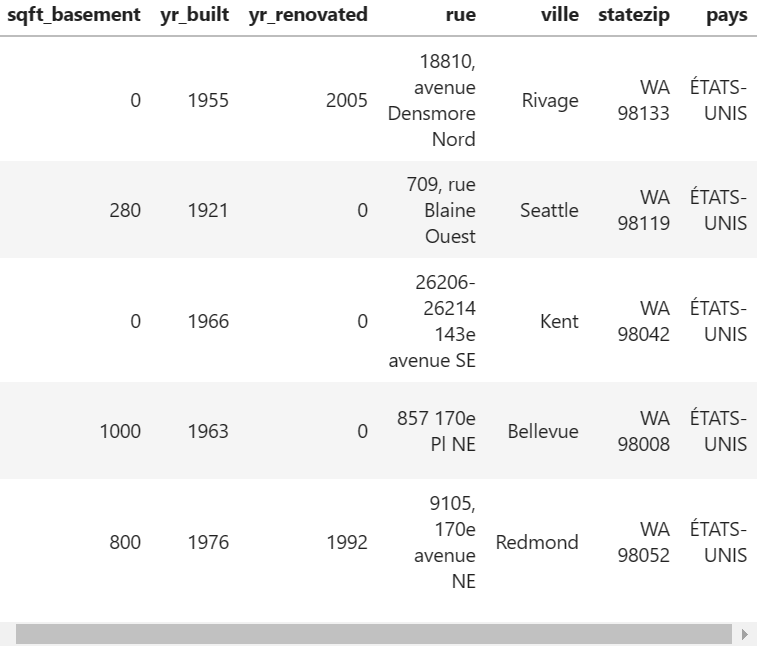 sqft_basement yr_built yr_renovated rue ville statezip pays
18810,
avenue
0 1955 2005 Densmore Rivage WA 98133 ÉTATS-UNIS
Nord
709, rue
280 1921 0 Blaine Seattle WA 98119 ÉTATS-UNIS
Ouest
26206-
26214
0 1966 0 143e Kent WA 98042 ÉTATS-UNIS
avenue SE
1000 1963 0 857 170e Bellevue WA 98008 ÉTATS-UNIS
Pl NE
9105,
170e
800 1976 1992 avenue Redmond WA 98052 ÉTATS-UNIS
NE